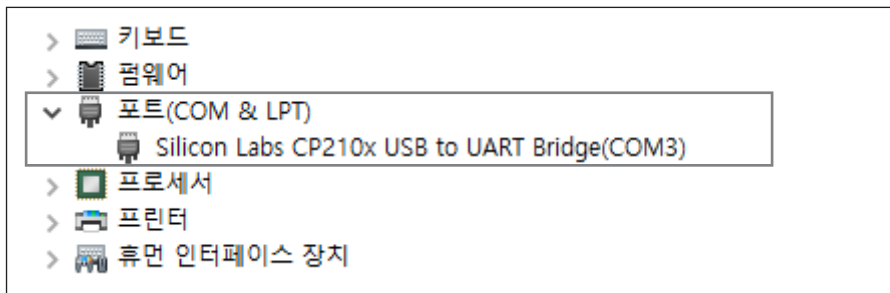 키보드
펌웨어
포트(COM & LPT)
Silicon Labs CP210x USB to UART Bridge(COM3)
프로세서
프린터
휴먼 인터페이스 장치